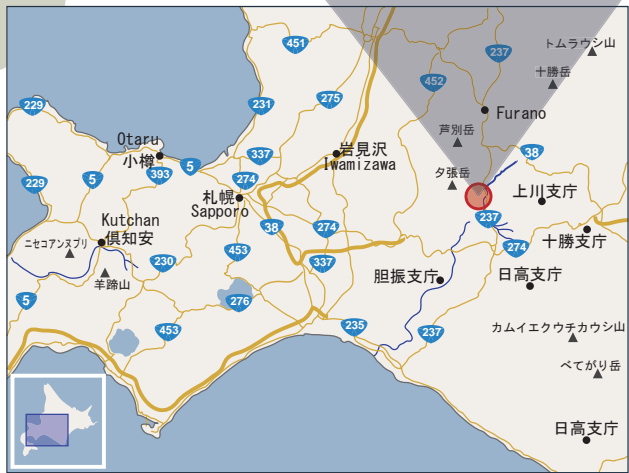 451
237
トムラウシ山
452
十勝岳
229
231
275
Furano
芦別岳
Otaru
小樽
337
岩見沢
Iwamizawa
38
5
393
5
274
夕張岳
229
札幌
Sapporo
上川支庁
Kutchan
倶知安
38
274
237
274
十勝支庁
ニセコアンヌプリ
453
230
337
胆振支庁
日高支庁
羊蹄山
5
276
453
235
237
カムイエクウチカウシ山
ペてがり岳
日高支庁